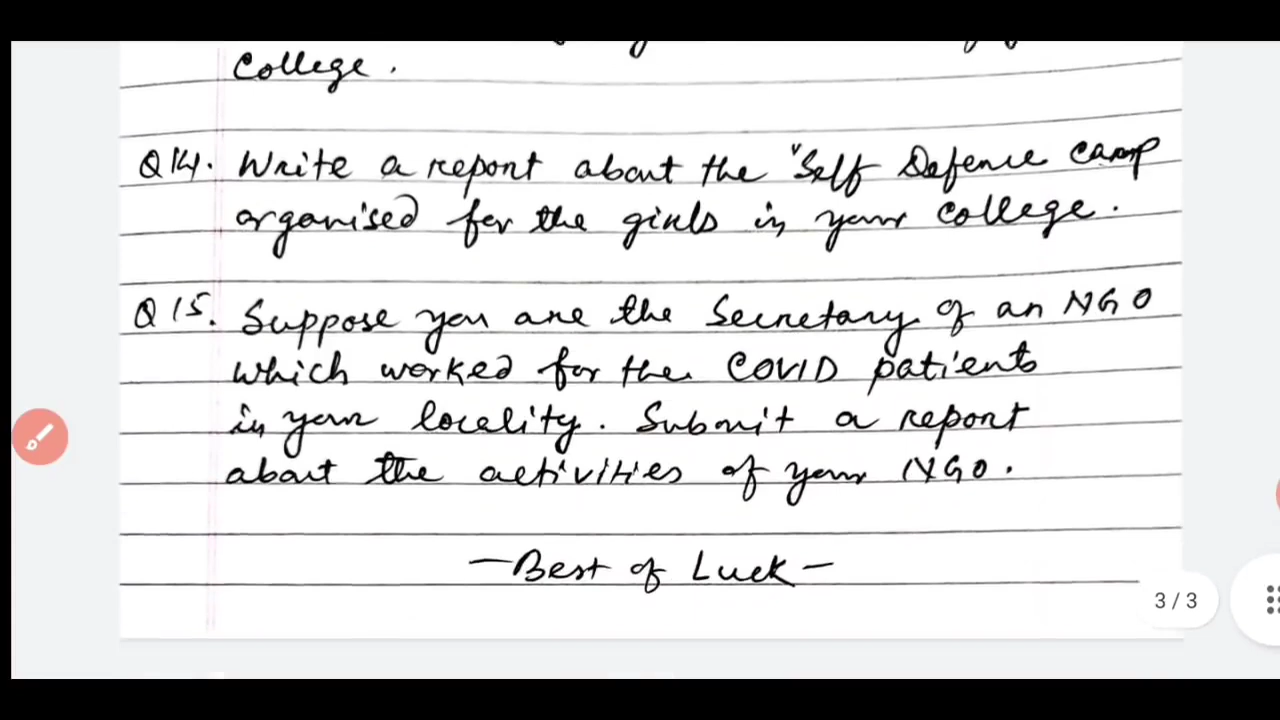 College.
Q14. Write a report about the "Self Defence Camp
organised for the girls in your College.
Q15. Suppose you are the Secretary of an NGO
which worked for the COVID patients
in your locality. Submit a report
about the activities of your NGO.
- Best of Luck -
3/3